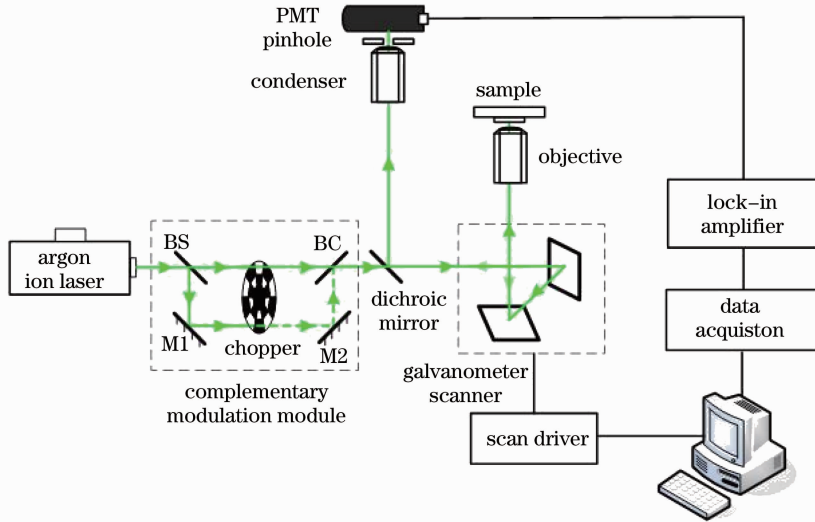 PMT
pinhole
condenser
sample
objective
lock-in
amplifier
argon
ion laser
BS
BC
dichroic
mirror
data
acquiston
M1
chopper
M2
galvanometer
scanner
complementary
modulation module
scan driver